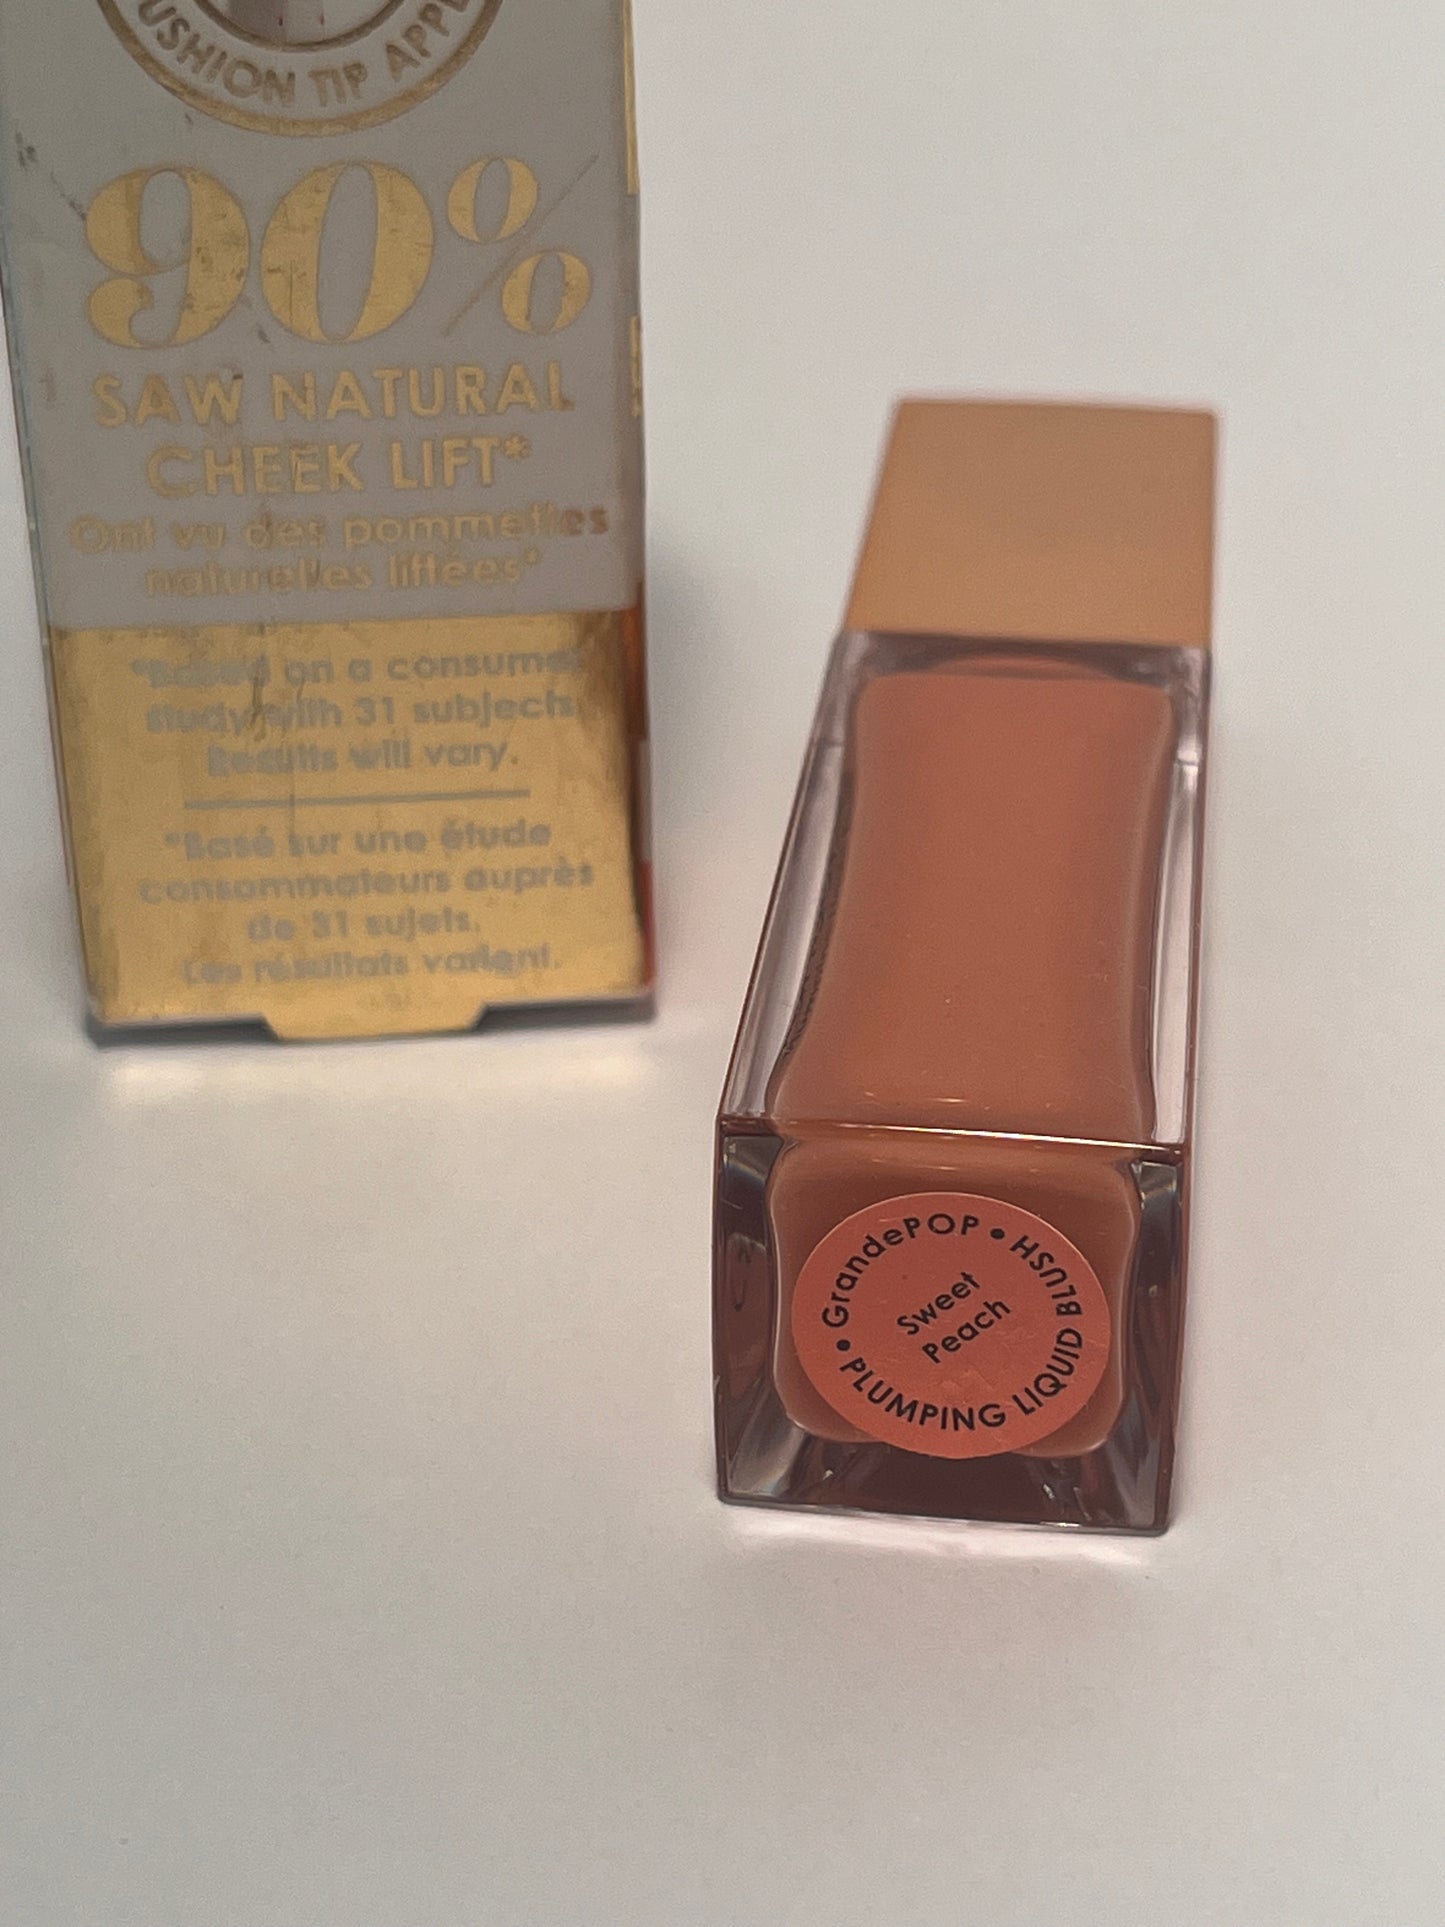 USHION TIP APPL
90%
SAW NATURAL
CHEEK LIFT*
Ont vu des pommettes
naturelles liftées*
*Based on a consumer
study with 31 subjects.
Results will vary.
*Basé sur une étude
consommateurs auprès
de 31 sujets.
Les résultats varient.
GrandePOP • PLUMPING LIQUID BLUSH •
Sweet
Peach